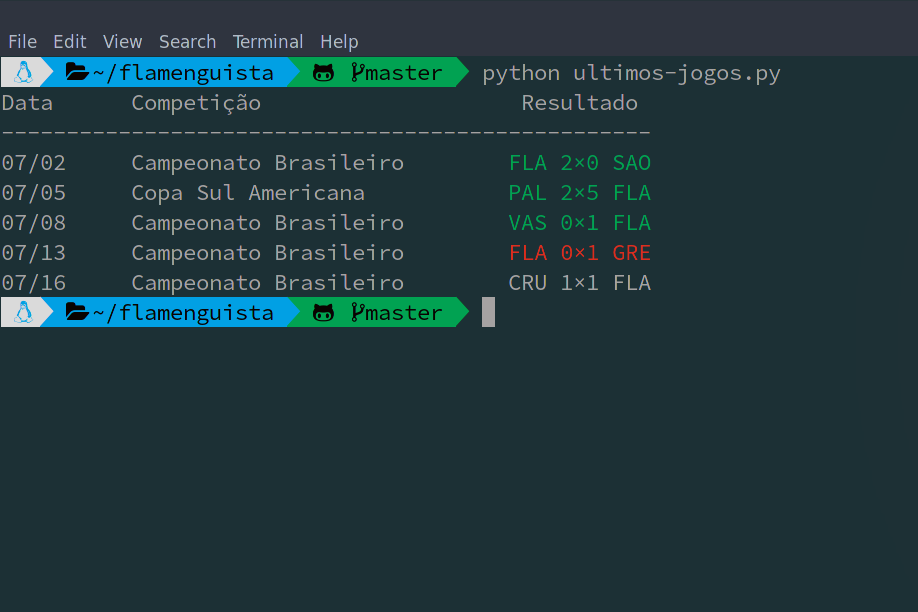 File Edit View Search Terminal Help
~/flamenguista master python ultimos-jogos.py
Data Competição Resultado
--------------------------------------------------
07/02 Campeonato Brasileiro FLA 2×0 SAO
07/05 Copa Sul Americana PAL 2×5 FLA
07/08 Campeonato Brasileiro VAS 0×1 FLA
07/13 Campeonato Brasileiro FLA 0×1 GRE
07/16 Campeonato Brasileiro CRU 1×1 FLA
~/flamenguista master